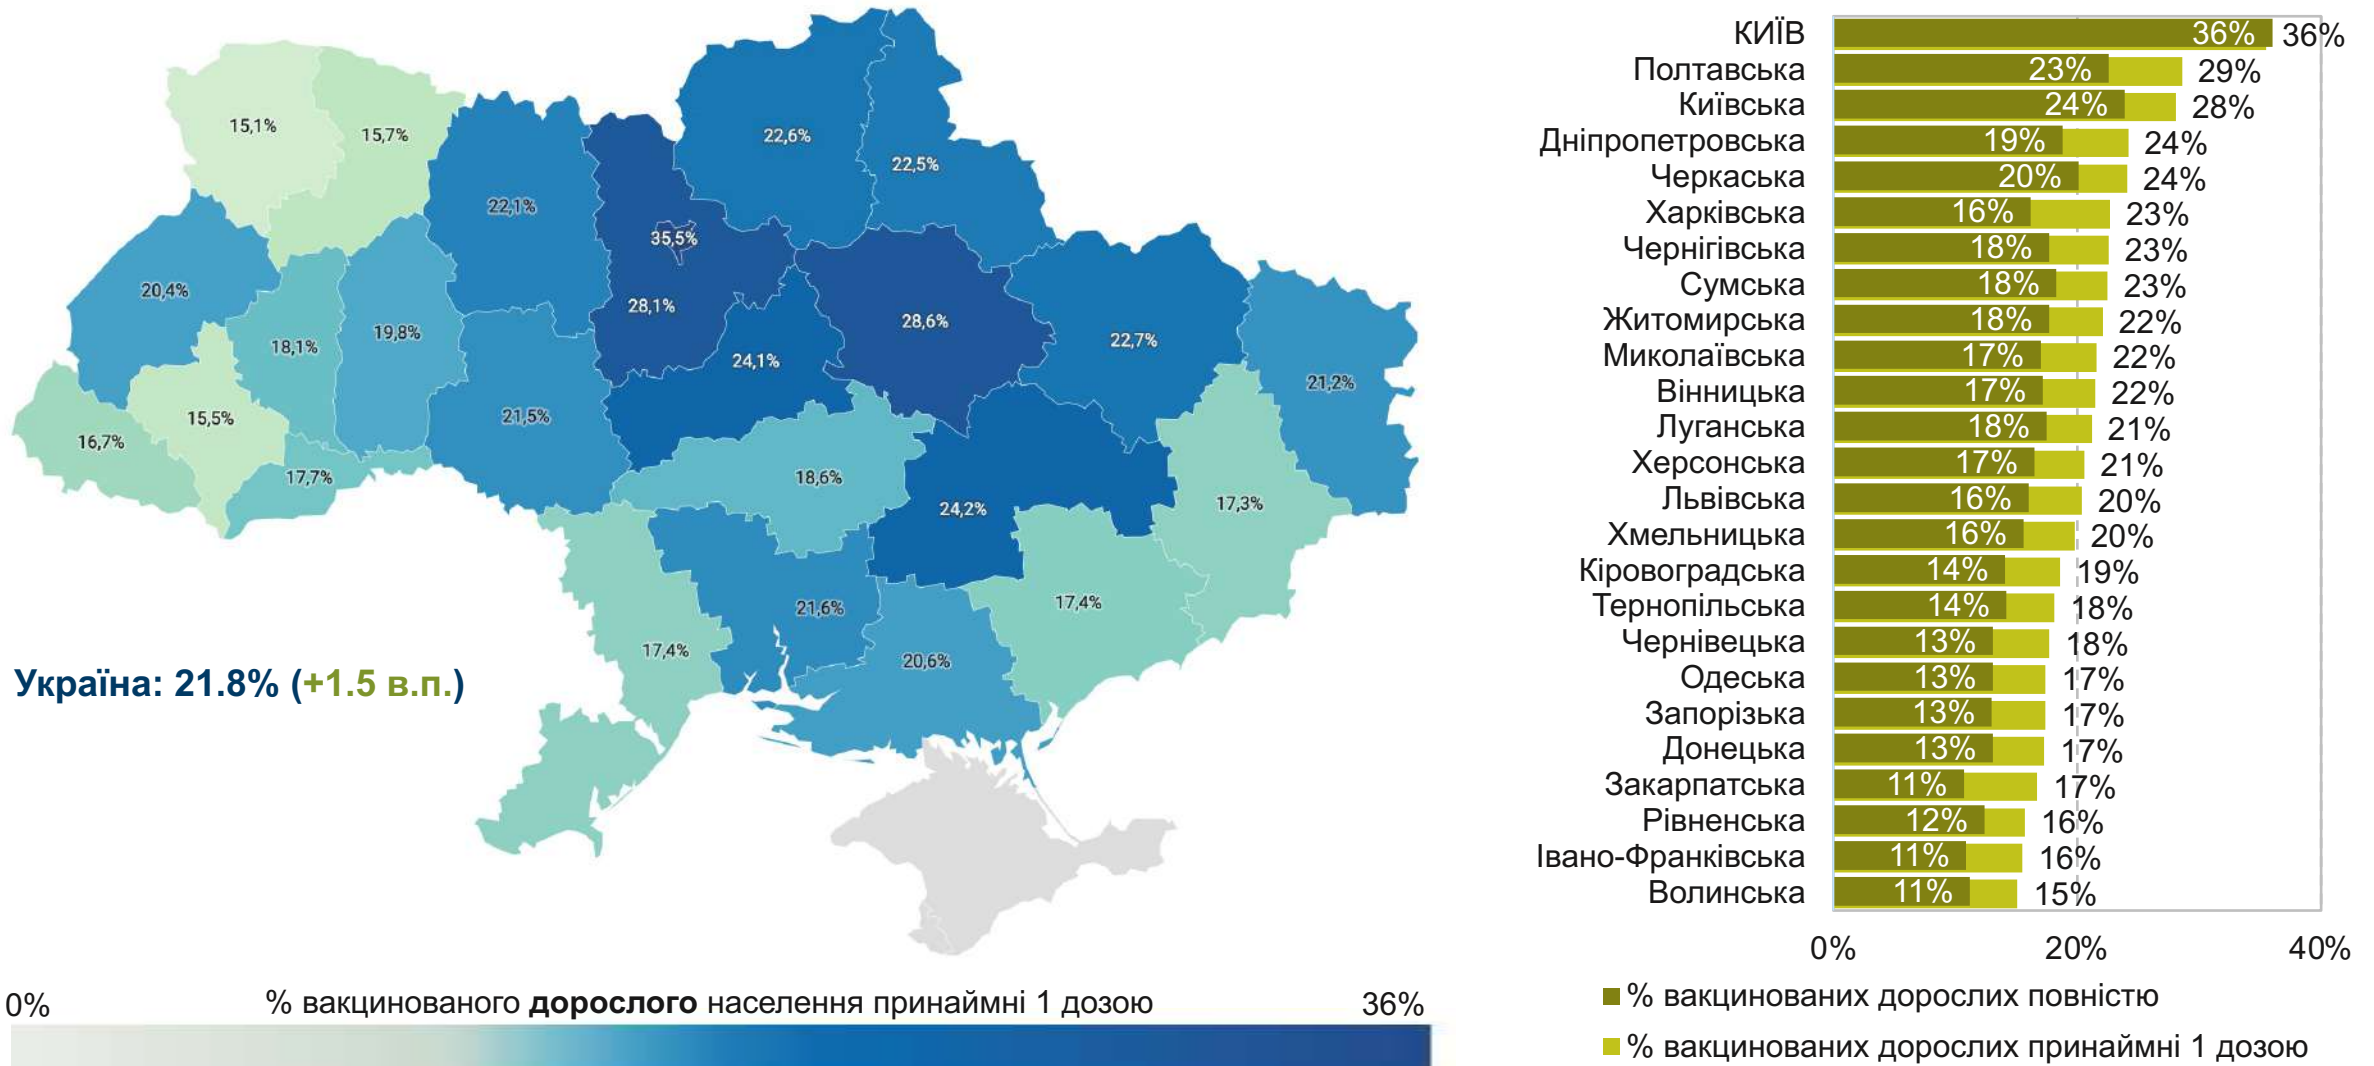 15,1%
15,7%
22,6%
22,5%
22,1%
35,5%
20,4%
28,1%
28,6%
19,8%
18,1%
24,1%
22,7%
21,2%
15,5%
21,5%
16,7%
17,7%
18,6%
24,2%
17,3%
17,4%
21,6%
17,4%
20,6%
Україна: 21.8% (+1.5 в.п.)
0% % вакцинованого дорослого населення принаймні 1 дозою 36%
КИЇВ 36% 36%
Полтавська 23% 29%
Київська 24% 28%
Дніпропетровська 19% 24%
Черкаська 20% 24%
Харківська 16% 23%
Чернігівська 18% 23%
Сумська 18% 23%
Житомирська 18% 22%
Миколаївська 17% 22%
Вінницька 17% 22%
Луганська 18% 21%
Херсонська 17% 21%
Львівська 16% 20%
Хмельницька 16% 20%
Кіровоградська 14% 19%
Тернопільська 14% 18%
Чернівецька 13% 18%
Одеська 13% 17%
Запорізька 13% 17%
Донецька 13% 17%
Закарпатська 11% 17%
Рівненська 12% 16%
Івано-Франківська 11% 16%
Волинська 11% 15%
0% 20% 40%
% вакцинованих дорослих повністю
% вакцинованих дорослих принаймні 1 дозою